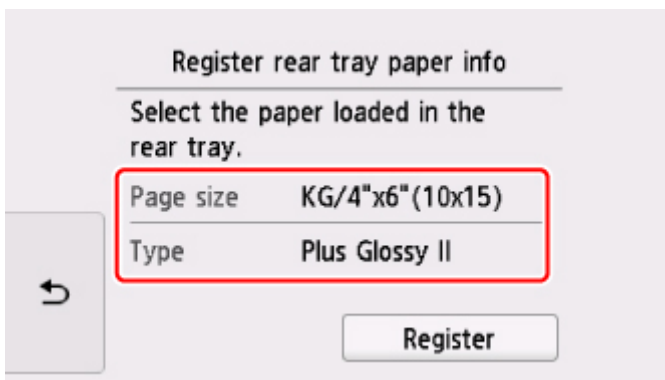 Register rear tray paper info
Select the paper loaded in the
rear tray.
Page size KG/4"x6"(10x15)
Type Plus Glossy II
Register